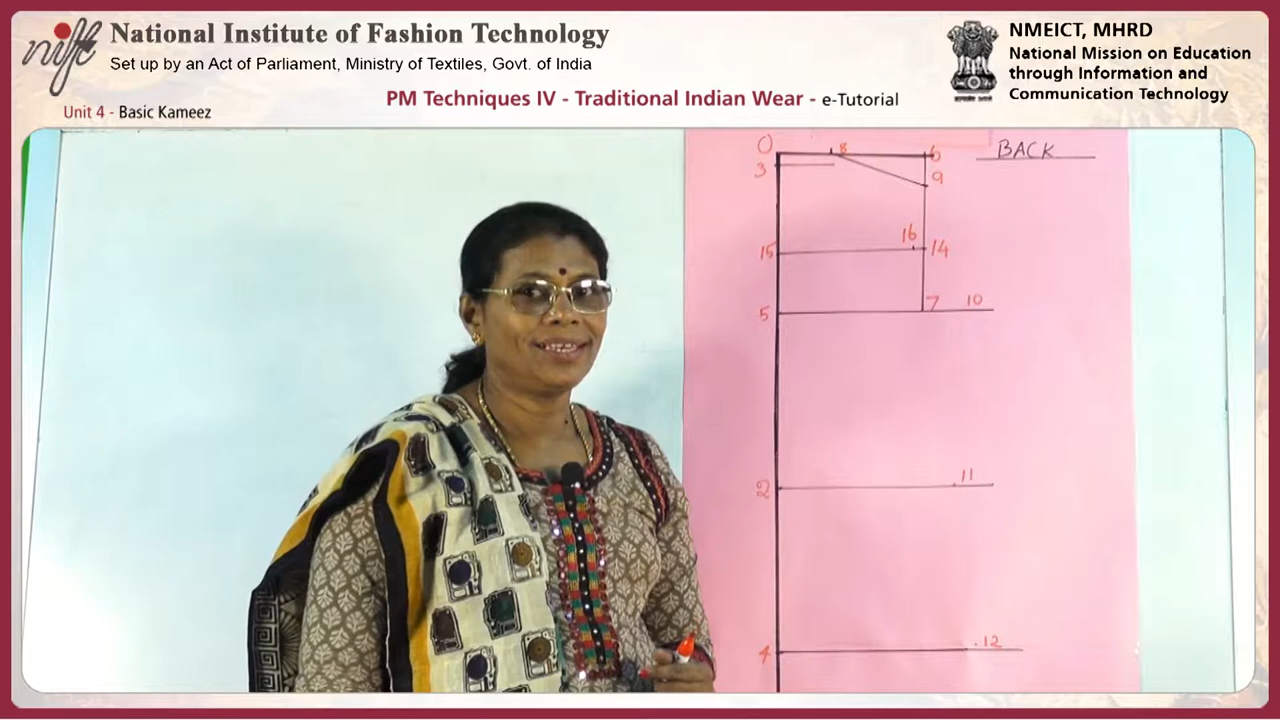 nift
National Institute of Fashion Technology
Set up by an Act of Parliament, Ministry of Textiles, Govt. of India
NMEICT, MHRD
National Mission on Education
through Information and
Communication Technology
Unit 4 - Basic Kameez
PM Techniques IV - Traditional Indian Wear - e-Tutorial
BACK
0
8
6
3
9
16
15
14
5
7
10
2
11
4
12